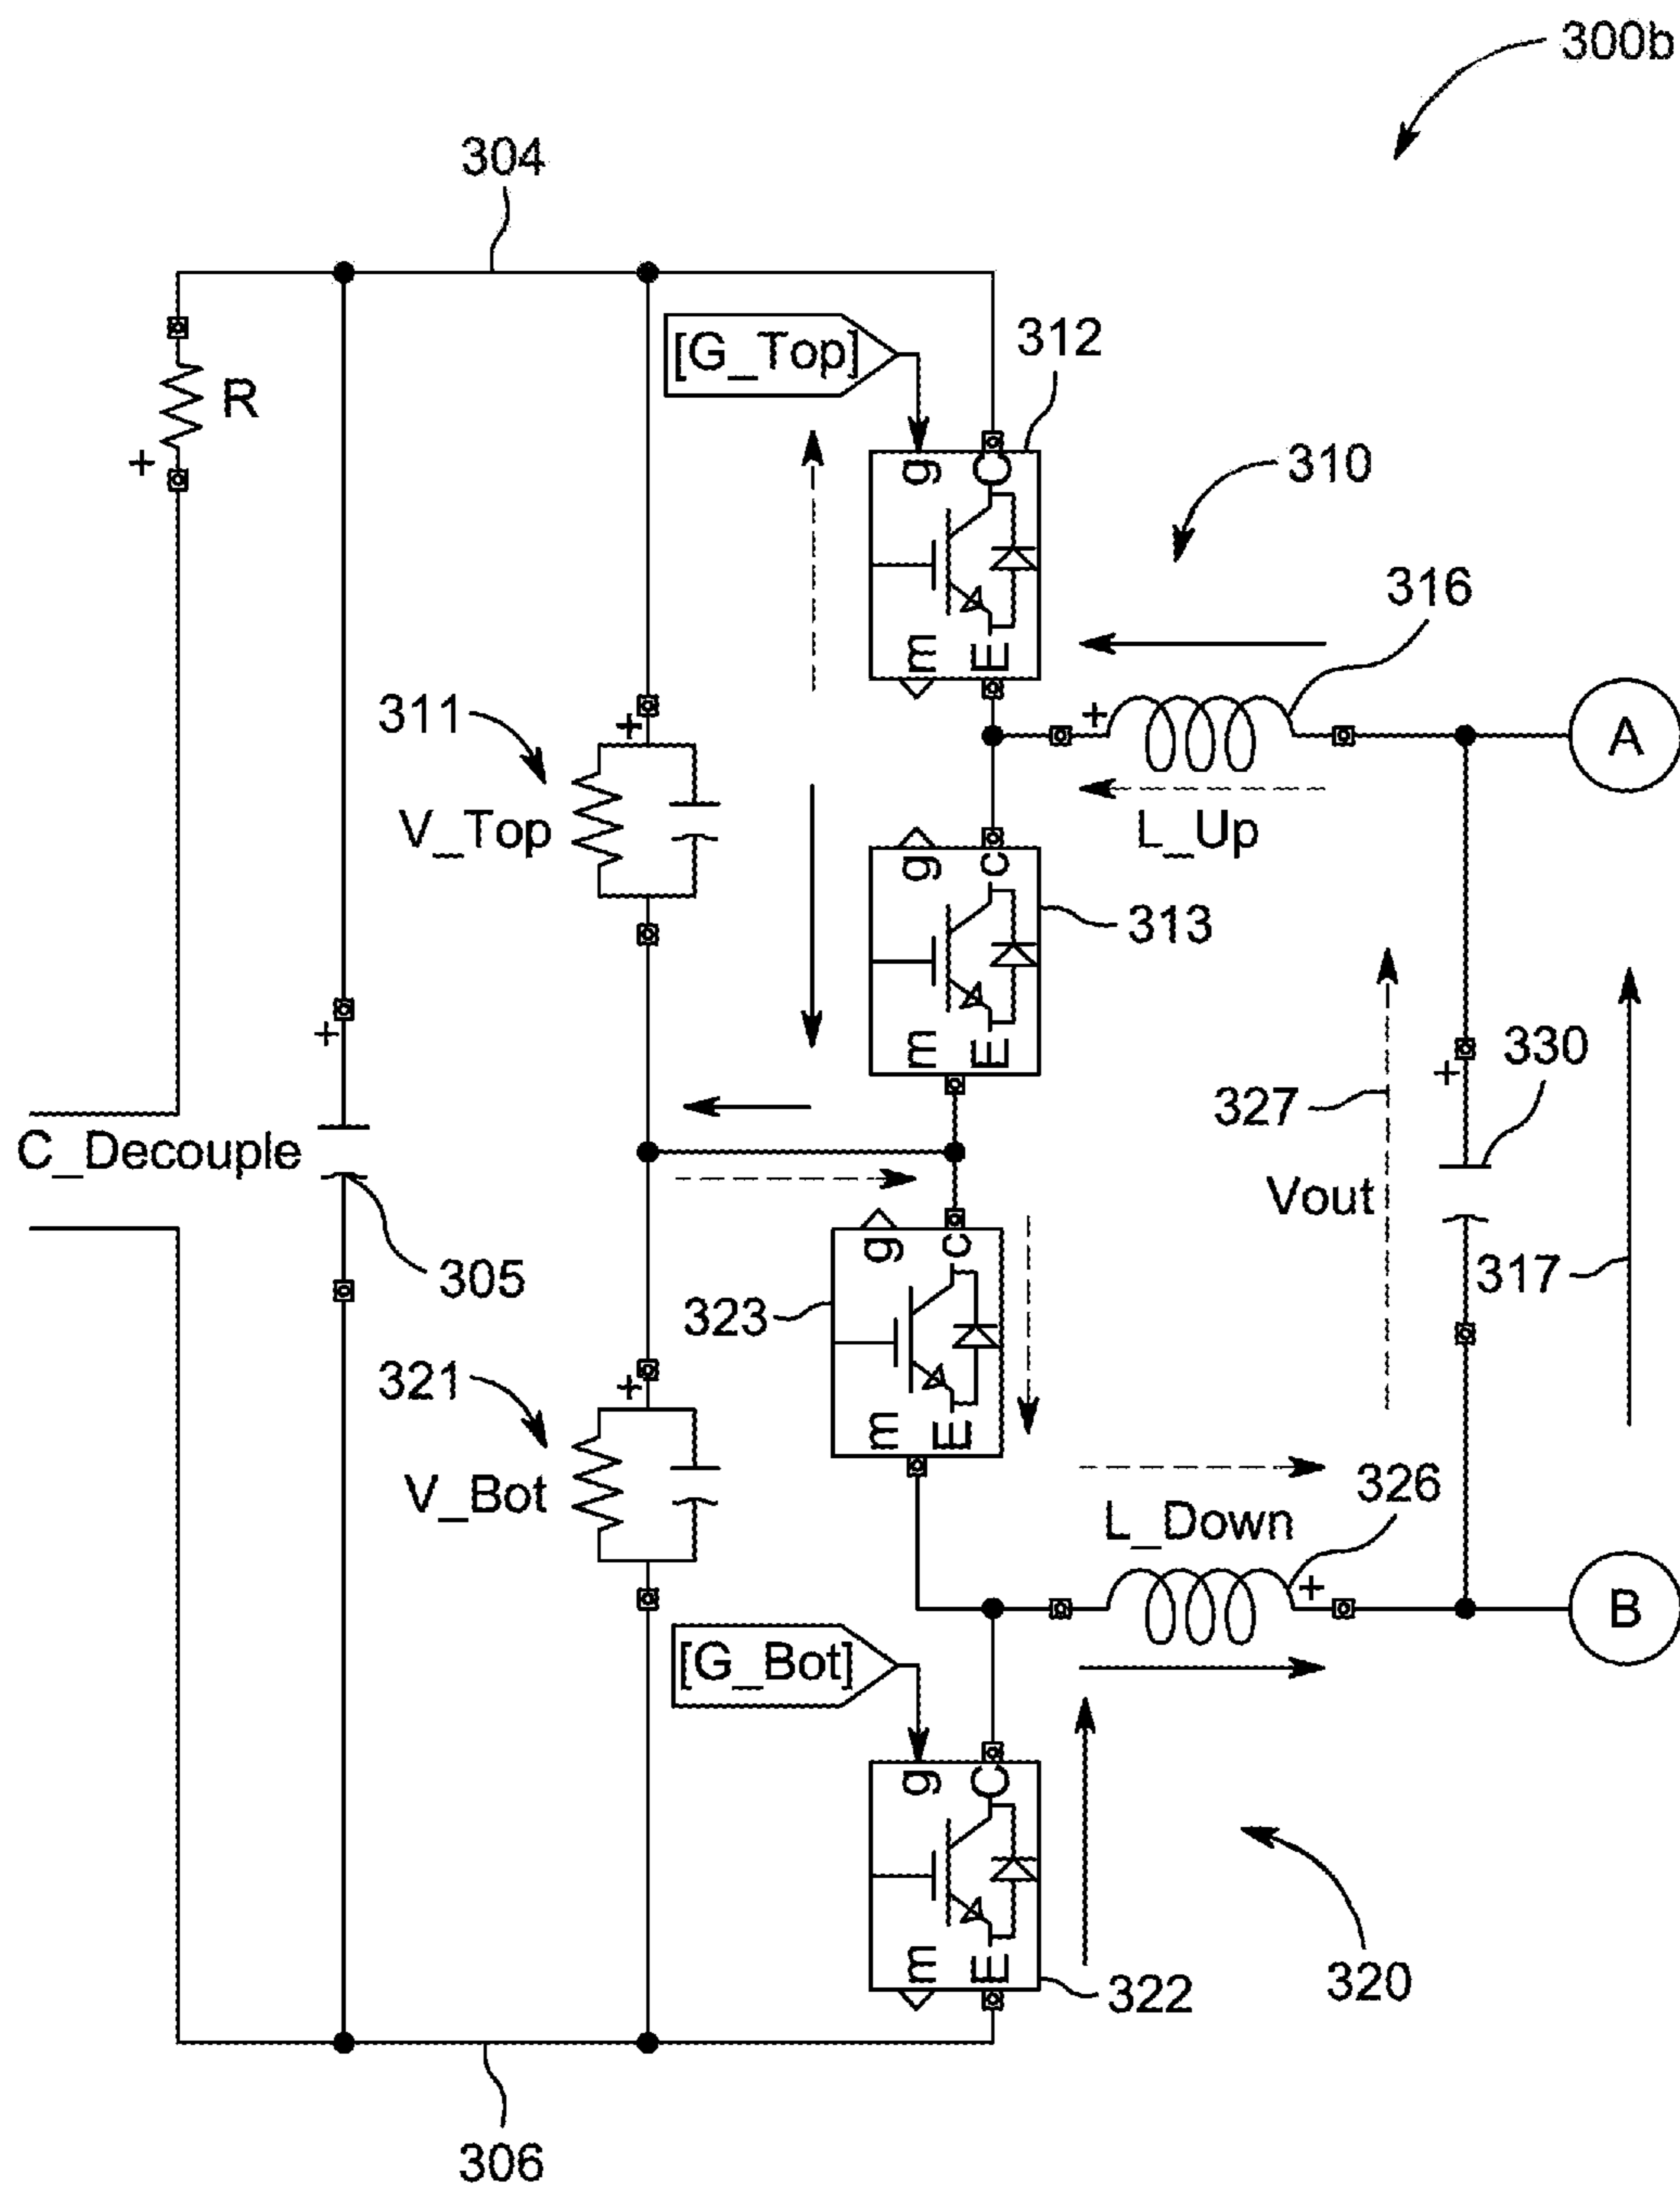 300b
304
[G_Top]
312
R
+
g C
310
316
m E
311
+
+
A
V_Top
L_Up
g c
313
+
m E
330
+
327
C_Decouple
Vout
305
g c
317
323
321
+
m E
326
V_Bot
L_Down
+
B
[G_Bot]
g C
m E
322
320
306